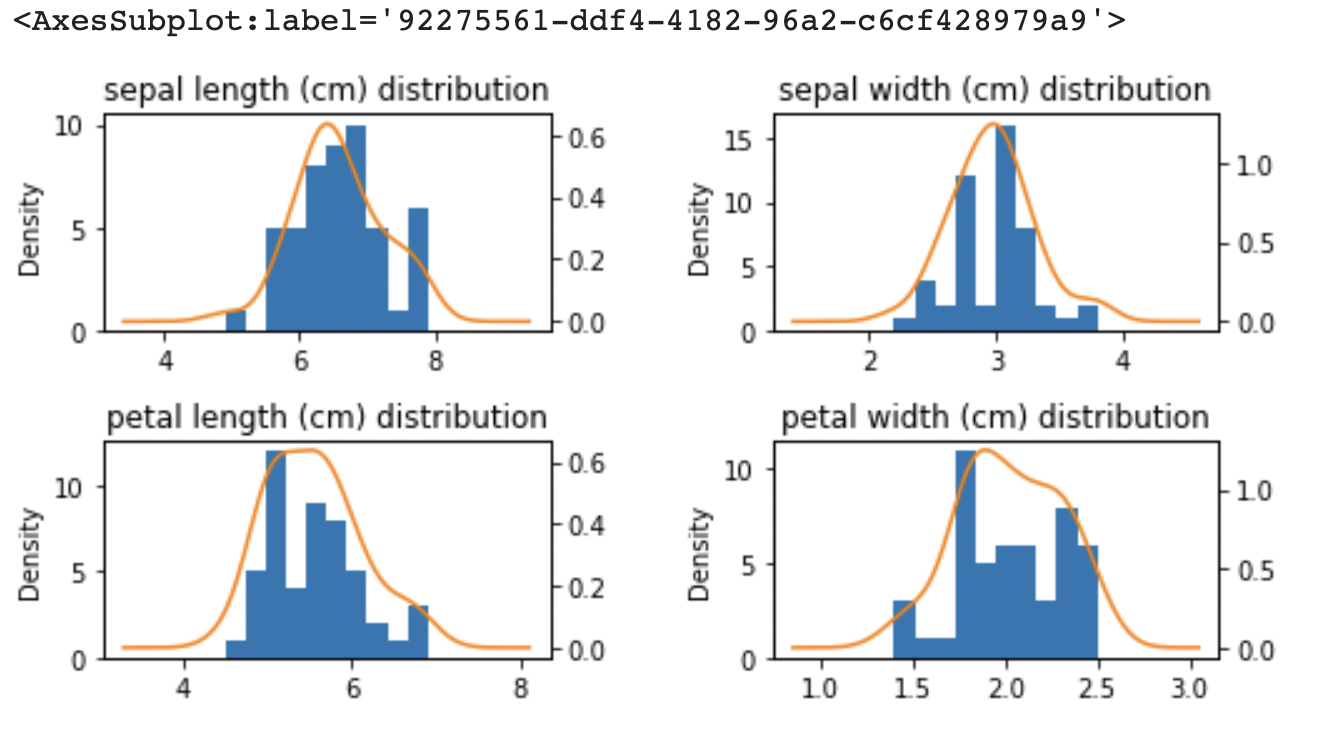 <AxesSubplot:label='92275561-ddf4-4182-96a2-c6cf428979a9'>
sepal length (cm) distribution
10
5
0
Density
0.6
0.4
0.2
0.0
4 6 8
sepal width (cm) distribution
15
10
5
0
Density
1.0
0.5
0.0
2 3 4
petal length (cm) distribution
10
5
0
Density
0.6
0.4
0.2
0.0
4 6 8
petal width (cm) distribution
10
5
0
Density
1.0
0.5
0.0
1.0 1.5 2.0 2.5 3.0